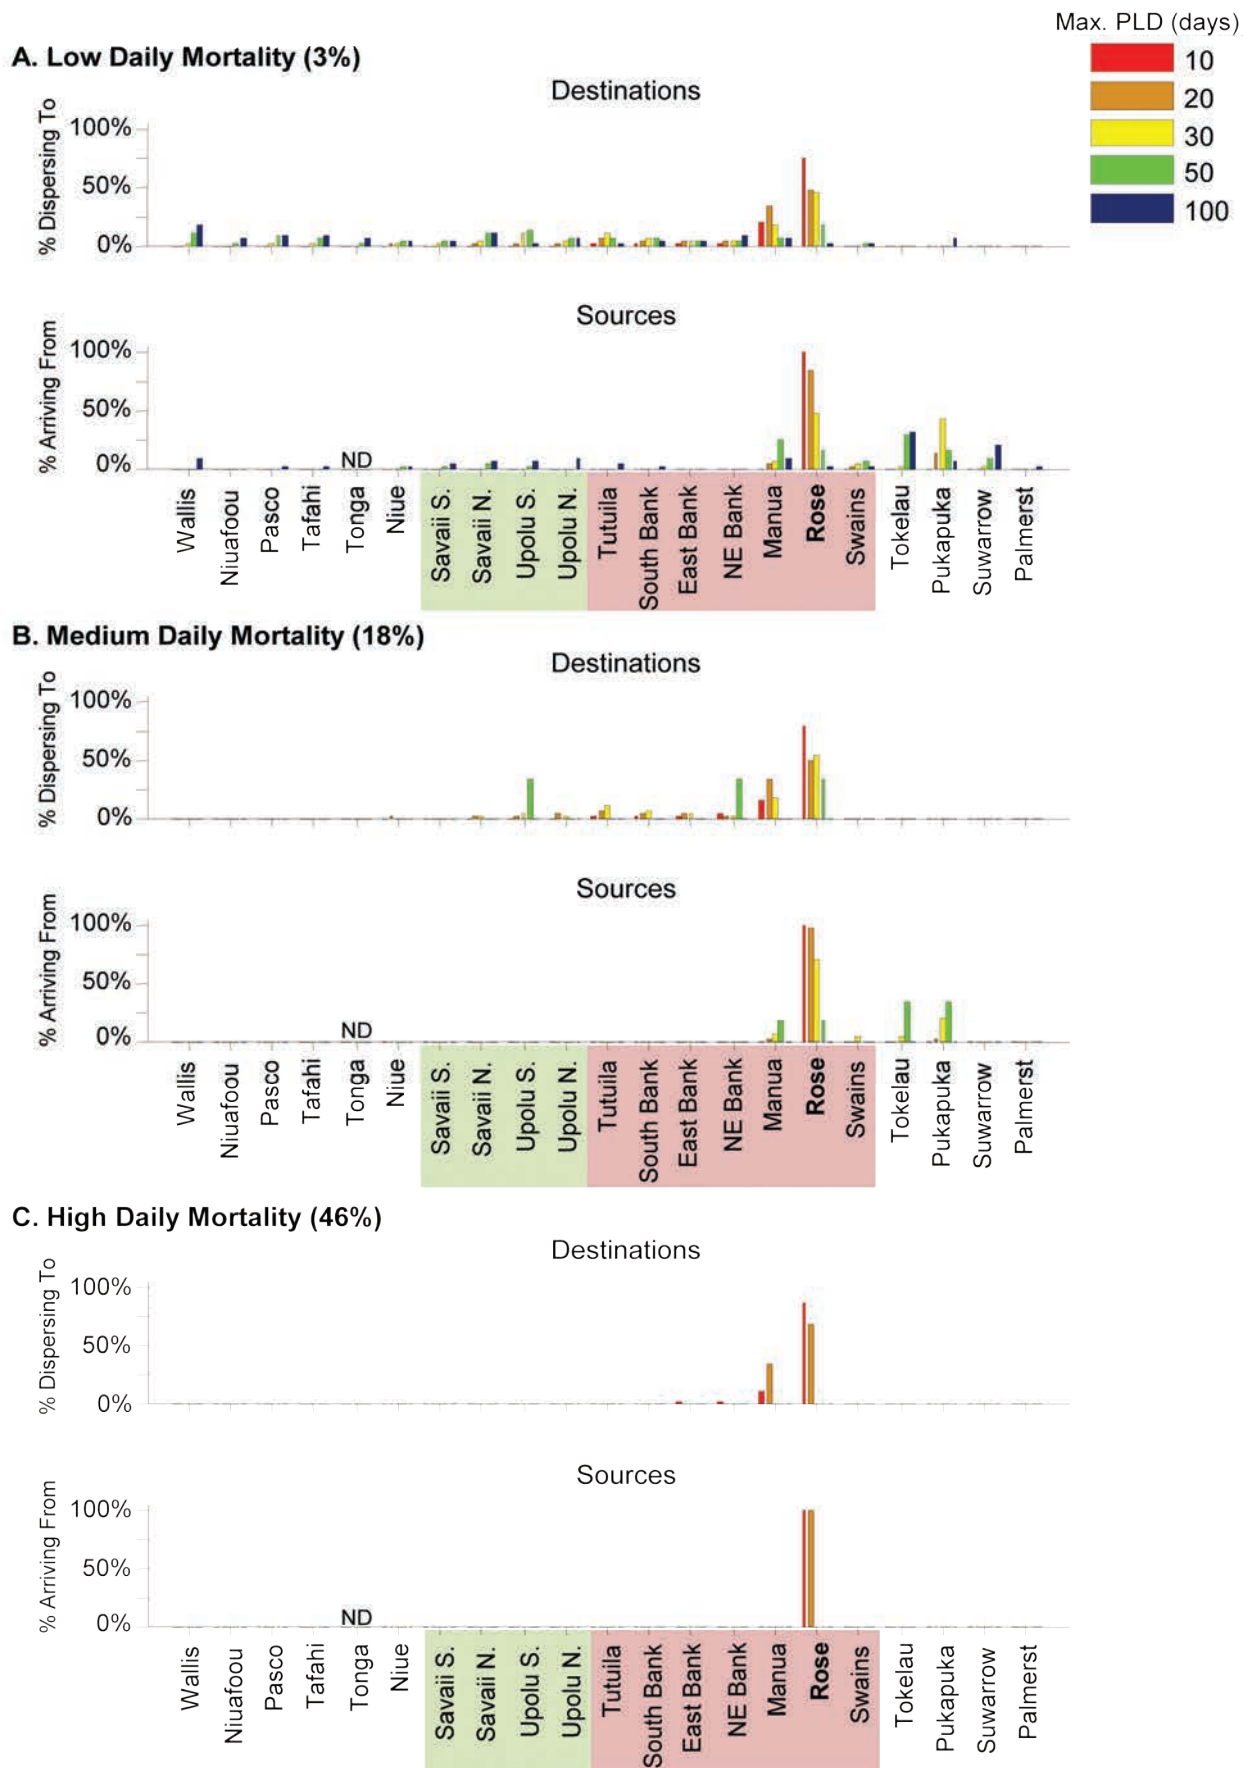 Max. PLD (days)
10
20
30
50
100
A. Low Daily Mortality (3%)
Destinations
% Dispersing To
100%
50%
0%
Sources
% Arriving From
100%
50%
0%
ND
Wallis
Niuafoou
Pasco
Tafahi
Tonga
Niue
Savaii S.
Savaii N.
Upolu S.
Upolu N.
Tutuila
South Bank
East Bank
NE Bank
Manua
Rose
Swains
Tokelau
Pukapuka
Suwarrow
Palmerst
B. Medium Daily Mortality (18%)
Destinations
% Dispersing To
100%
50%
0%
Sources
% Arriving From
100%
50%
0%
ND
Wallis
Niuafoou
Pasco
Tafahi
Tonga
Niue
Savaii S.
Savaii N.
Upolu S.
Upolu N.
Tutuila
South Bank
East Bank
NE Bank
Manua
Rose
Swains
Tokelau
Pukapuka
Suwarrow
Palmerst
C. High Daily Mortality (46%)
Destinations
% Dispersing To
100%
50%
0%
Sources
% Arriving From
100%
50%
0%
ND
Wallis
Niuafoou
Pasco
Tafahi
Tonga
Niue
Savaii S.
Savaii N.
Upolu S.
Upolu N.
Tutuila
South Bank
East Bank
NE Bank
Manua
Rose
Swains
Tokelau
Pukapuka
Suwarrow
Palmerst